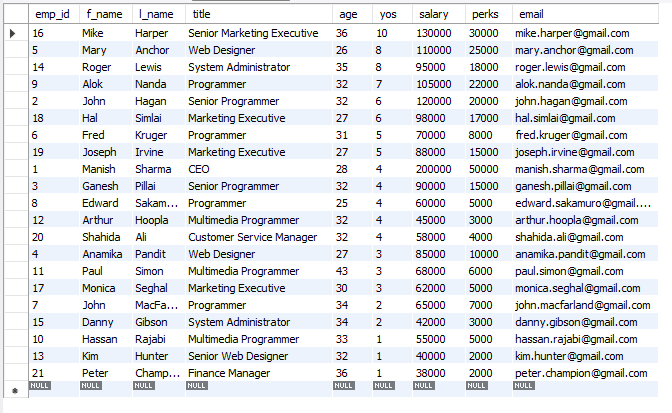 emp_id f_name l_name title age yos salary perks email
16 Mike Harper Senior Marketing Executive 36 10 130000 30000 mike.harper@gmail.com
5 Mary Anchor Web Designer 26 8 110000 25000 mary.anchor@gmail.com
14 Roger Lewis System Administrator 35 8 95000 18000 roger.lewis@gmail.com
9 Alok Nanda Programmer 32 7 105000 22000 alok.nanda@gmail.com
2 John Hagan Senior Programmer 32 6 120000 20000 john.hagan@gmail.com
18 Hal Simlai Marketing Executive 27 6 98000 17000 hal.simlai@gmail.com
6 Fred Kruger Programmer 31 5 70000 8000 fred.kruger@gmail.com
19 Joseph Irvine Marketing Executive 27 5 88000 15000 joseph.irvine@gmail.com
1 Manish Sharma CEO 28 4 200000 50000 manish.sharma@gmail.com
3 Ganesh Pillai Senior Programmer 32 4 90000 15000 ganesh.pillai@gmail.com
8 Edward Sakam... Programmer 25 4 60000 5000 edward.sakamuro@gmail....
12 Arthur Hoopla Multimedia Programmer 32 4 45000 3000 arthur.hoopla@gmail.com
20 Shahida Ali Customer Service Manager 32 4 58000 4000 shahida.ali@gmail.com
4 Anamika Pandit Web Designer 27 3 85000 10000 anamika.pandit@gmail.com
11 Paul Simon Multimedia Programmer 43 3 68000 6000 paul.simon@gmail.com
17 Monica Seghal Marketing Executive 30 3 62000 5000 monica.seghal@gmail.com
7 John MacFa... Programmer 34 2 65000 7000 john.macfarland@gmail.com
15 Danny Gibson System Administrator 34 2 42000 3000 danny.gibson@gmail.com
10 Hassan Rajabi Multimedia Programmer 33 1 55000 5000 hassan.rajabi@gmail.com
13 Kim Hunter Senior Web Designer 32 1 40000 2000 kim.hunter@gmail.com
21 Peter Champ... Finance Manager 36 1 38000 2000 peter.champion@gmail.com
NULL NULL NULL NULL NULL NULL NULL NULL NULL